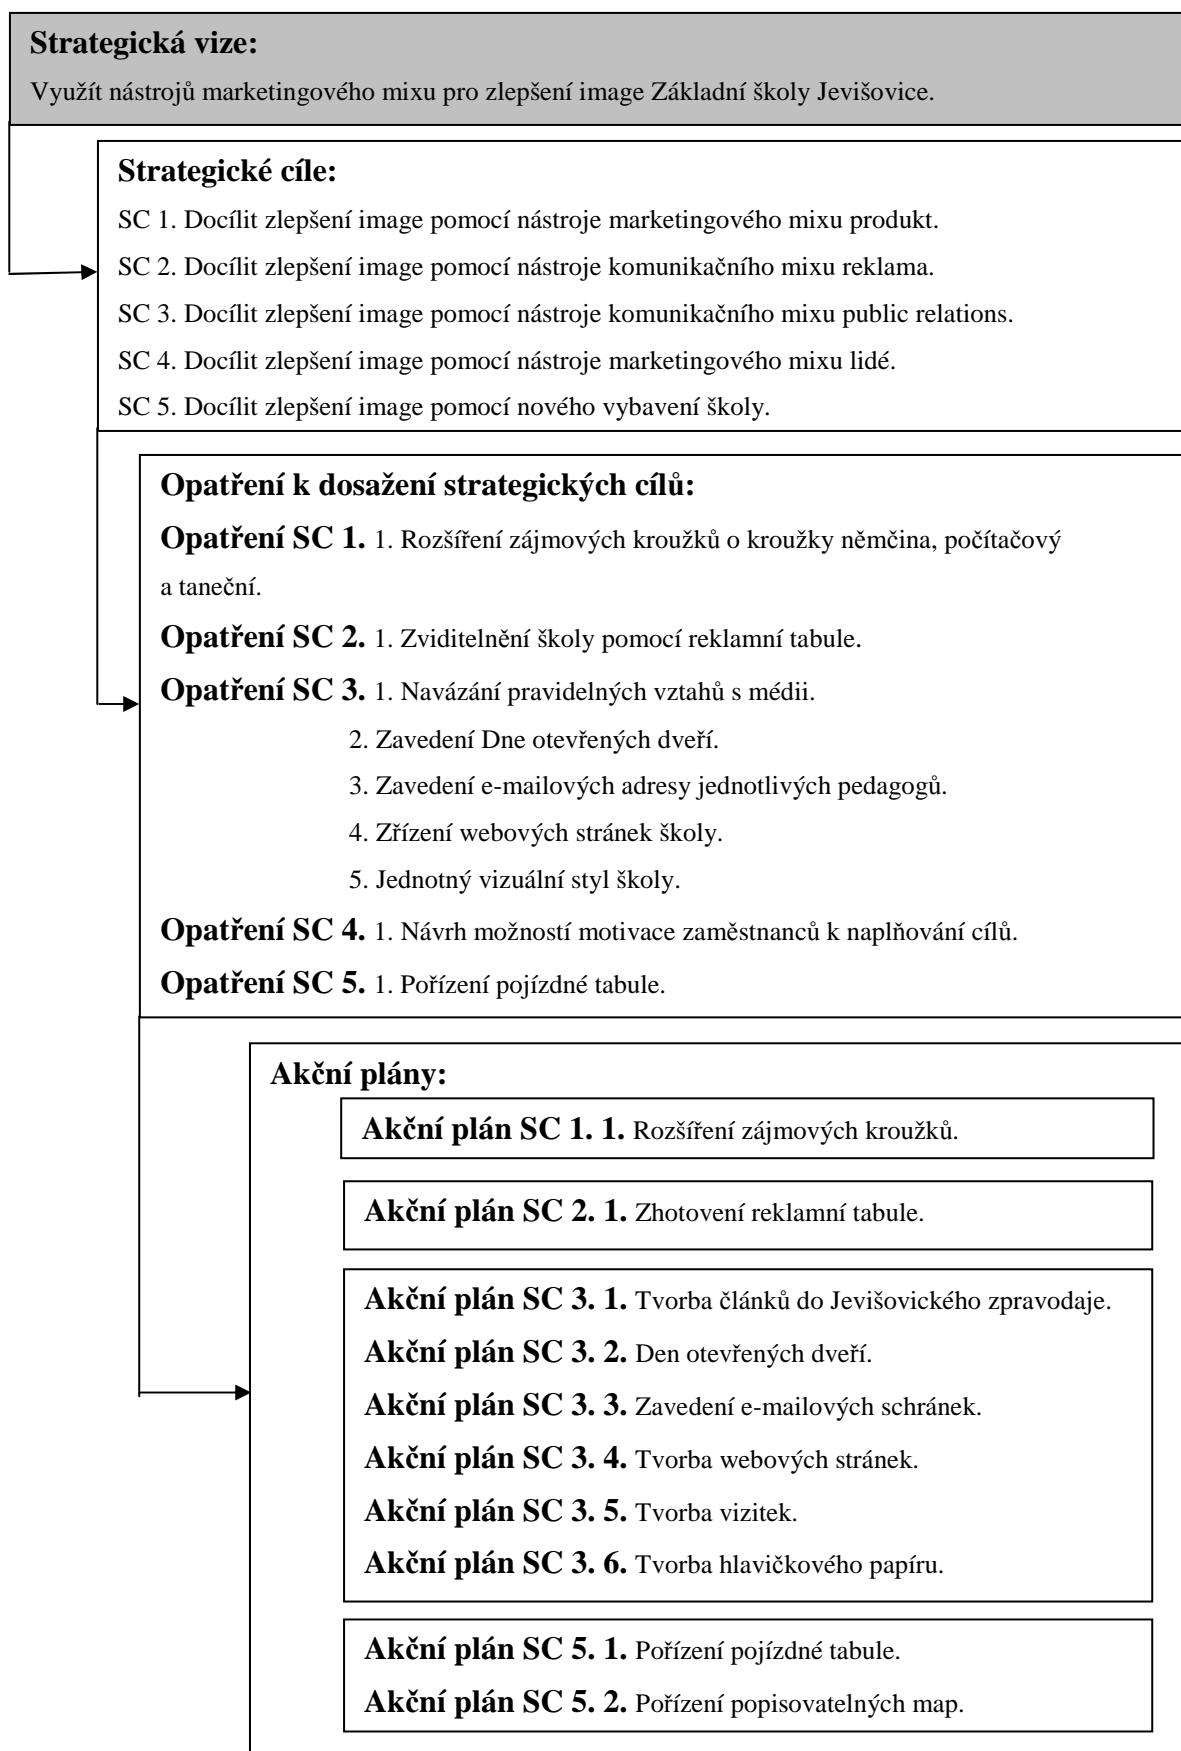 Strategická vize:
Využít nástrojů marketingového mixu pro zlepšení image Základní školy Jevišovice.
Strategické cíle:
SC 1. Docílit zlepšení image pomocí nástroje marketingového mixu produkt.
SC 2. Docílit zlepšení image pomocí nástroje komunikačního mixu reklama.
SC 3. Docílit zlepšení image pomocí nástroje komunikačního mixu public relations.
SC 4. Docílit zlepšení image pomocí nástroje marketingového mixu lidé.
SC 5. Docílit zlepšení image pomocí nového vybavení školy.
Opatření k dosažení strategických cílů:
Opatření SC 1. 1. Rozšíření zájmových kroužků o kroužky němčina, počítačový
a taneční.
Opatření SC 2. 1. Zviditelnění školy pomocí reklamní tabule.
Opatření SC 3. 1. Navázání pravidelných vztahů s médii.
2. Zavedení Dne otevřených dveří.
3. Zavedení e-mailových adresy jednotlivých pedagogů.
4. Zřízení webových stránek školy.
5. Jednotný vizuální styl školy.
Opatření SC 4. 1. Návrh možností motivace zaměstnanců k naplňování cílů.
Opatření SC 5. 1. Pořízení pojízdné tabule.
Akční plány:
Akční plán SC 1. 1. Rozšíření zájmových kroužků.
Akční plán SC 2. 1. Zhotovení reklamní tabule.
Akční plán SC 3. 1. Tvorba článků do Jevišovického zpravodaje.
Akční plán SC 3. 2. Den otevřených dveří.
Akční plán SC 3. 3. Zavedení e-mailových schránek.
Akční plán SC 3. 4. Tvorba webových stránek.
Akční plán SC 3. 5. Tvorba vizitek.
Akční plán SC 3. 6. Tvorba hlavičkového papíru.
Akční plán SC 5. 1. Pořízení pojízdné tabule.
Akční plán SC 5. 2. Pořízení popisovatelných map.